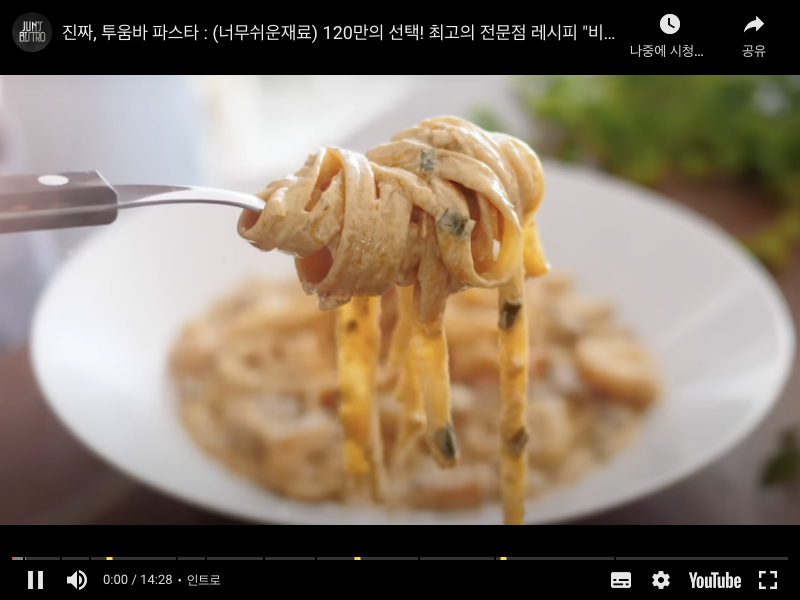 JUN'S BISTRO
진짜, 투움바 파스타 : (너무쉬운재료) 120만의 선택! 최고의 전문점 레시피 "비...
나중에 시청...
공유
0:00 / 14:28 • 인트로
YouTube